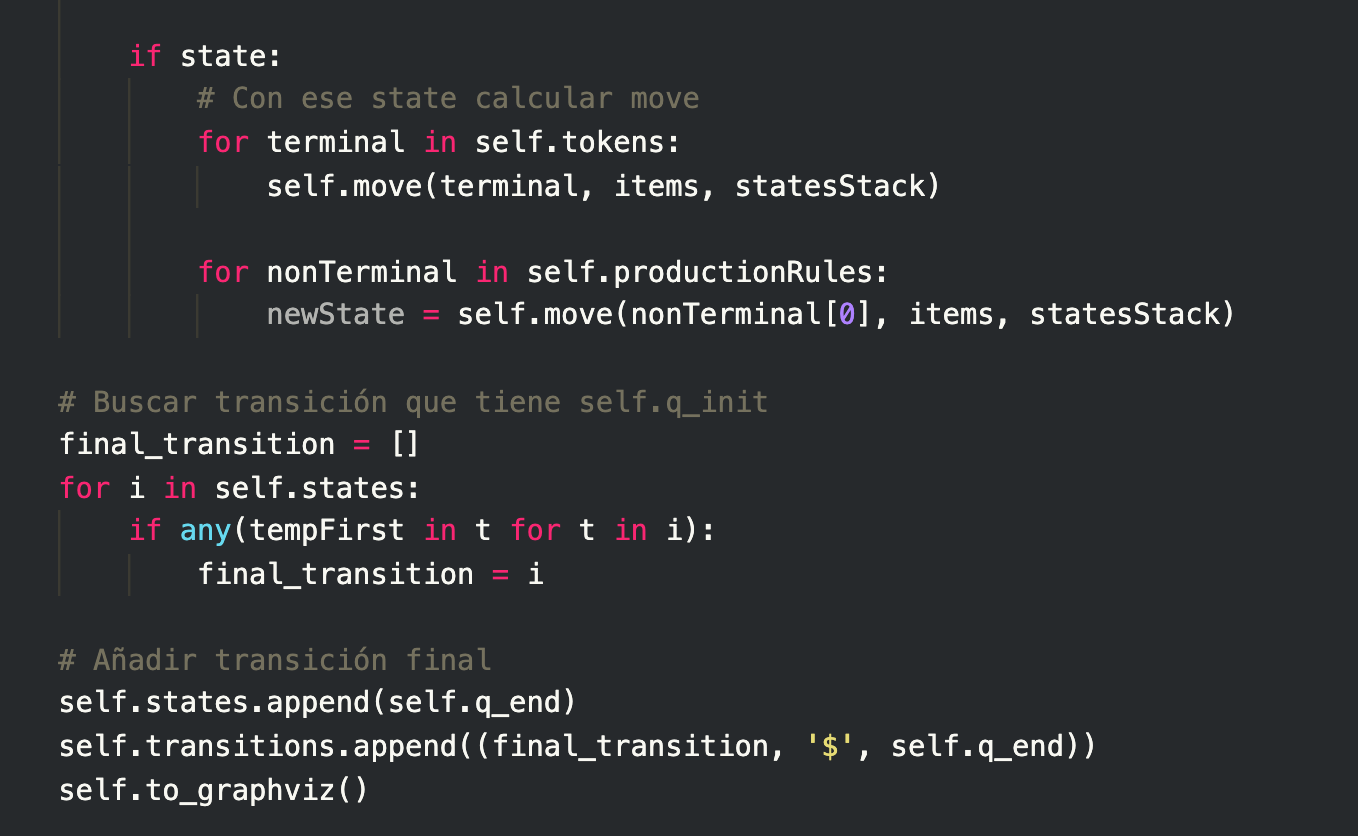 if state:
# Con ese state calcular move
for terminal in self.tokens:
self.move(terminal, items, statesStack)
for nonTerminal in self.productionRules:
newState = self.move(nonTerminal[0], items, statesStack)
# Buscar transición que tiene self.q_init
final_transition = []
for i in self.states:
if any(tempFirst in t for t in i):
final_transition = i
# Añadir transición final
self.states.append(self.q_end)
self.transitions.append((final_transition, '$', self.q_end))
self.to_graphviz()